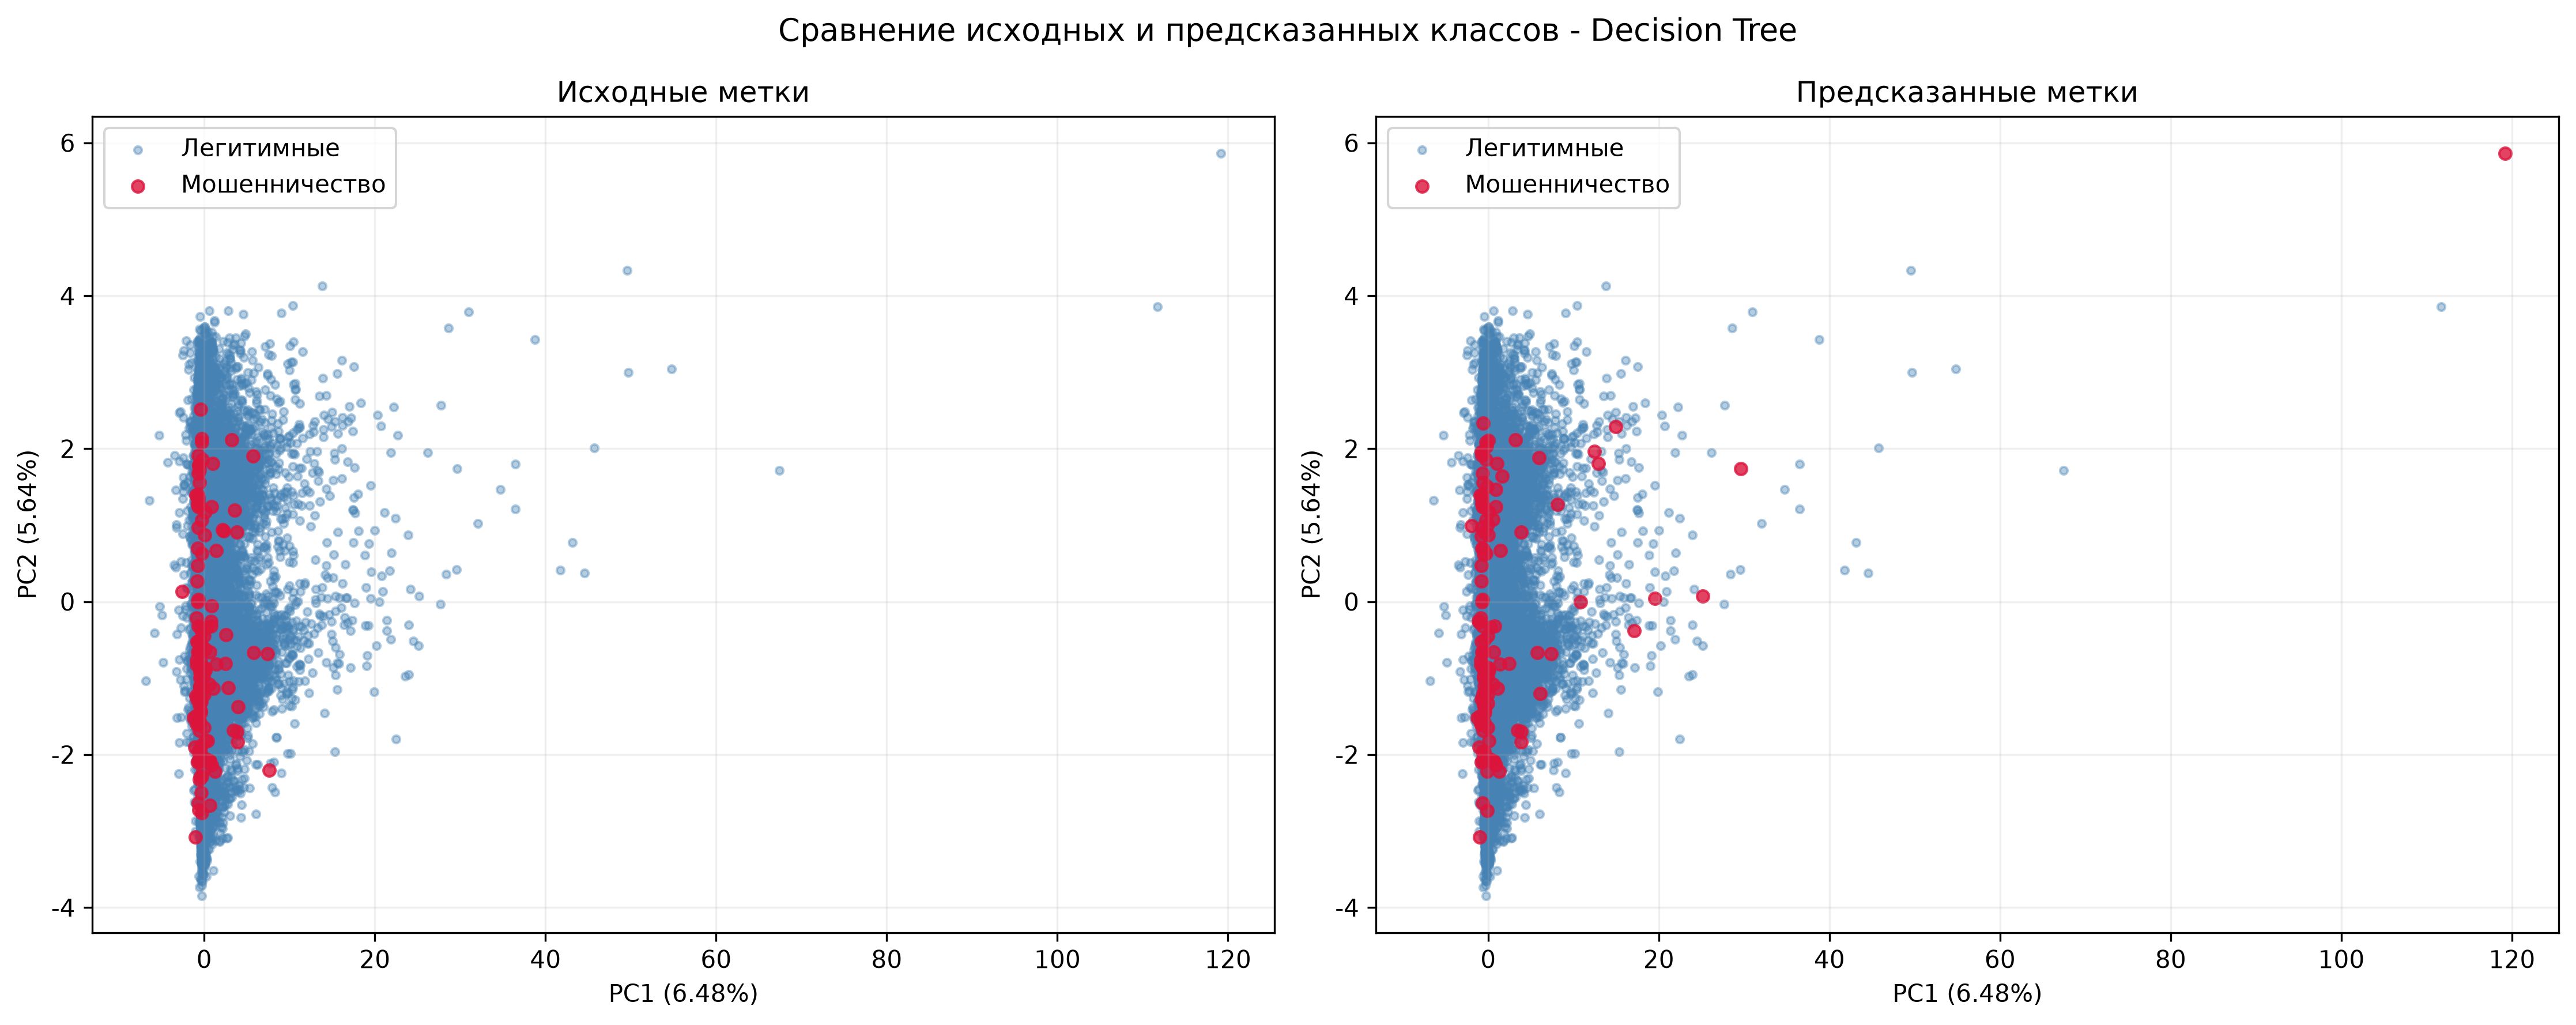 Сравнение исходных и предсказанных классов - Decision Tree
Исходные метки
Легитимные
Мошенничество
6
4
2
0
-2
-4
PC2 (5.64%)
0 20 40 60 80 100 120
PC1 (6.48%)
Предсказанные метки
Легитимные
Мошенничество
6
4
2
0
-2
-4
PC2 (5.64%)
0 20 40 60 80 100 120
PC1 (6.48%)